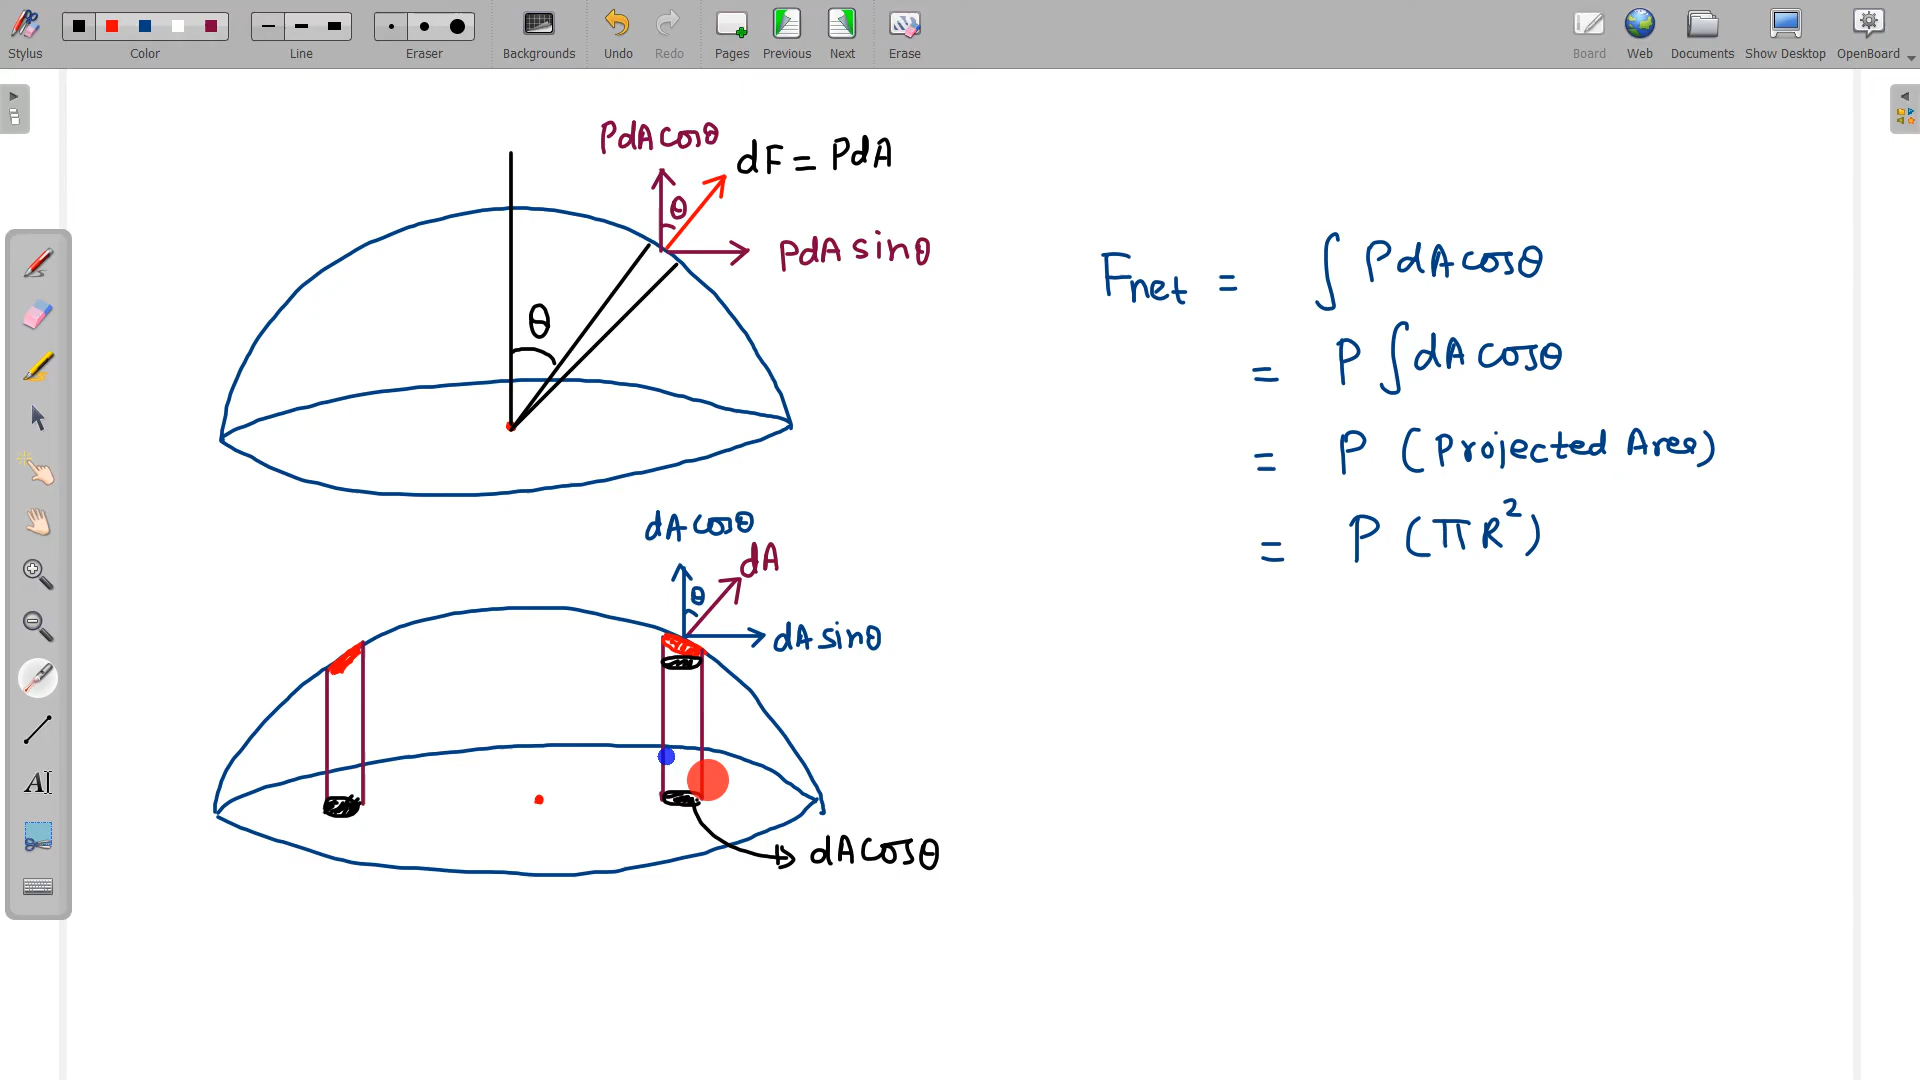 Stylus
Color
Line
Eraser
Backgrounds
Undo
Redo
Pages
Previous
Next
Erase
Board
Web
Documents
Show Desktop
OpenBoard
PdA cosθ
dF = PdA
θ
PdA sinθ
θ
Fnet = ∫ PdA cosθ
= P ∫ dA cosθ
= P (Projected Area)
= P (πR²)
dA cosθ
dA
θ
dA sinθ
dA cosθ
AI